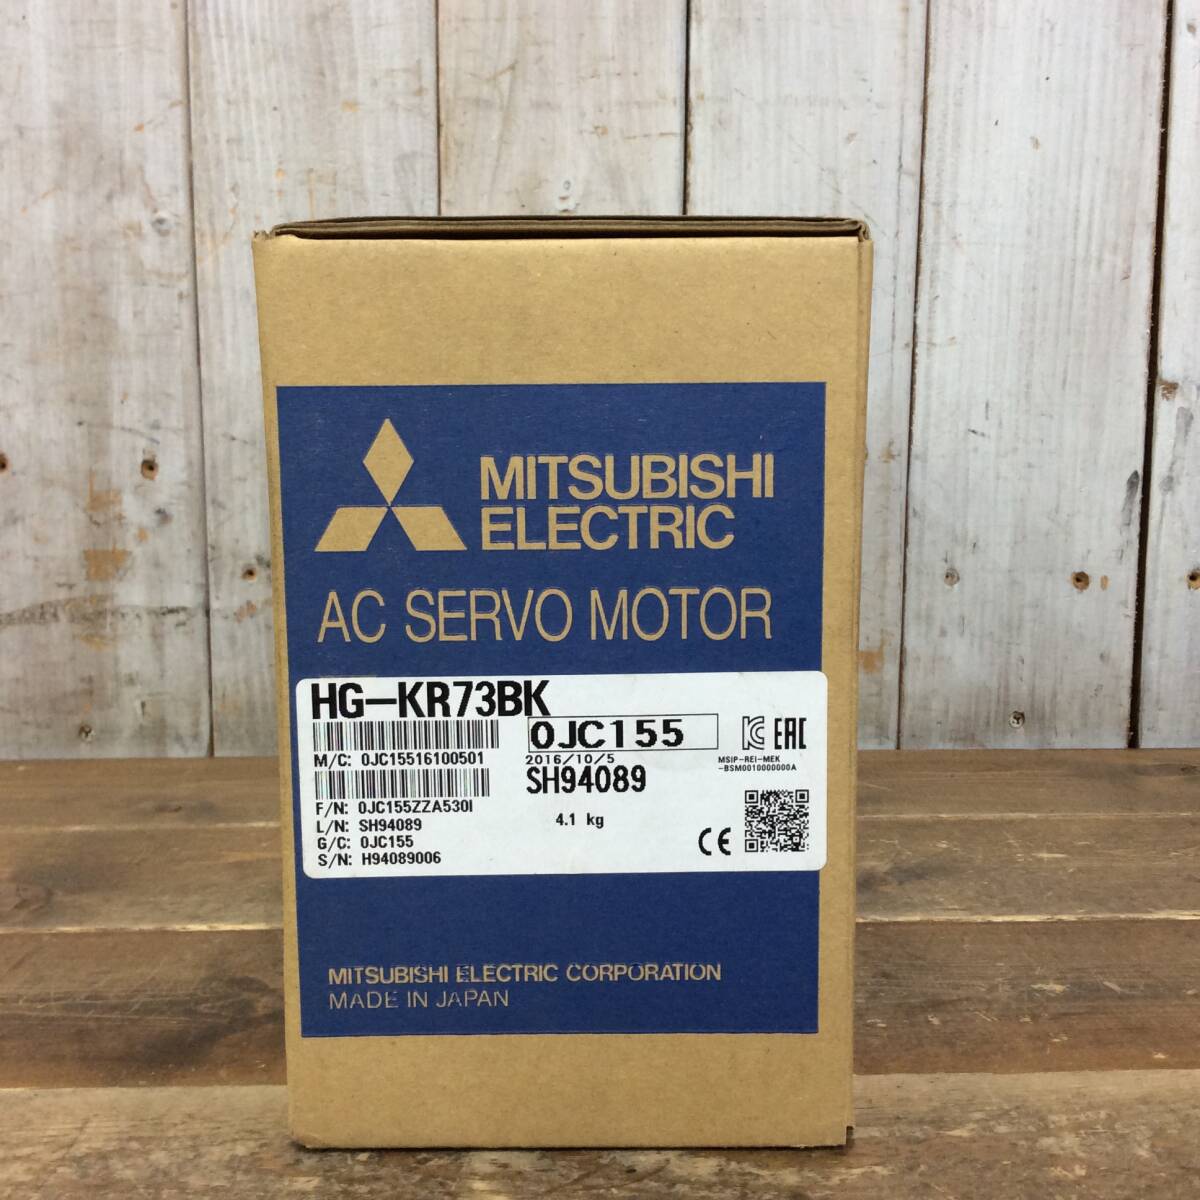 MITSUBISHI
ELECTRIC
AC SERVO MOTOR
HG-KR73BK
0JC155
EAC
M/C: 0JC15516100501
2016/10/5
MSIP-REI-MEK
-BSM0010000000A
SH94089
F/N: 0JC155ZZA530I
L/N: SH94089
4.1 kg
G/C: 0JC155
S/N: H94089006
CE
MITSUBISHI ELECTRIC CORPORATION
MADE IN JAPAN